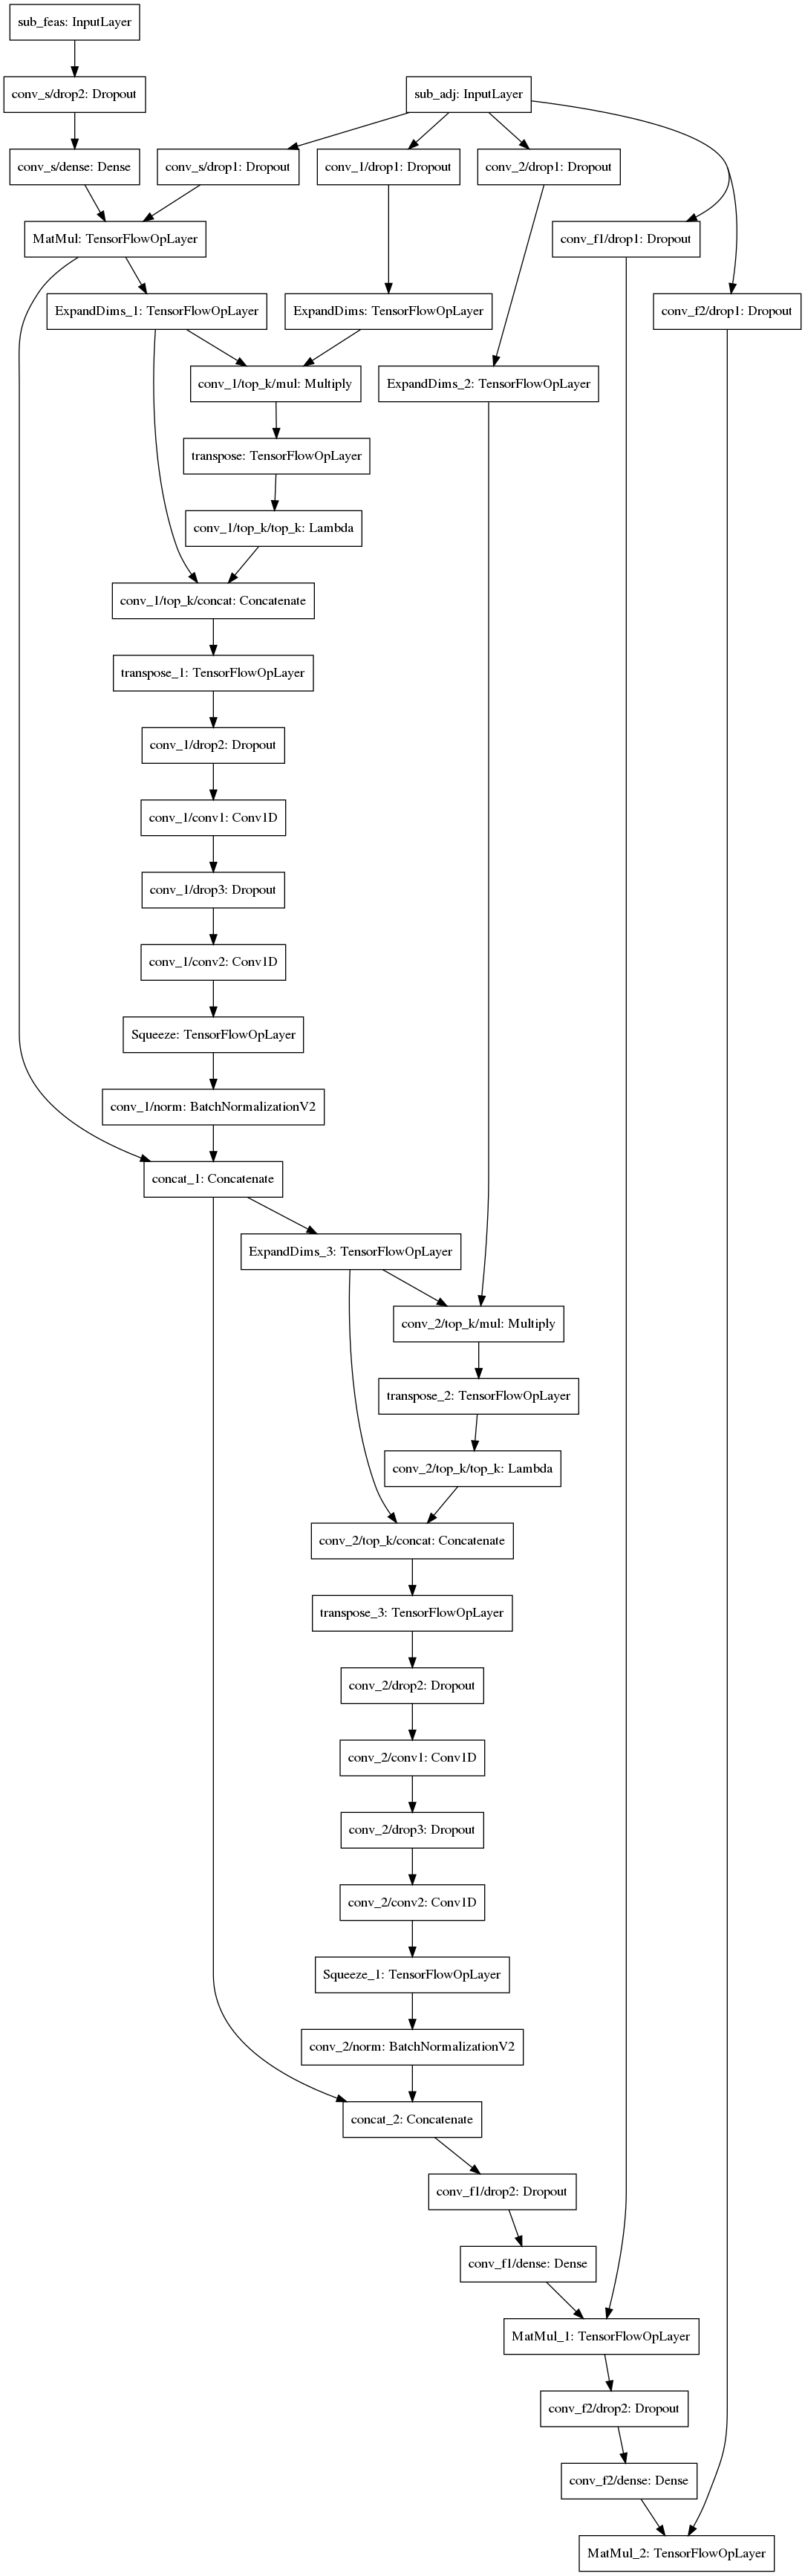 sub_feas: InputLayer
conv_s/drop2: Dropout
sub_adj: InputLayer
conv_s/dense: Dense
conv_s/drop1: Dropout
conv_1/drop1: Dropout
conv_2/drop1: Dropout
MatMul: TensorFlowOpLayer
conv_f1/drop1: Dropout
ExpandDims_1: TensorFlowOpLayer
ExpandDims: TensorFlowOpLayer
conv_f2/drop1: Dropout
conv_1/top_k/mul: Multiply
ExpandDims_2: TensorFlowOpLayer
transpose: TensorFlowOpLayer
conv_1/top_k/top_k: Lambda
conv_1/top_k/concat: Concatenate
transpose_1: TensorFlowOpLayer
conv_1/drop2: Dropout
conv_1/conv1: Conv1D
conv_1/drop3: Dropout
conv_1/conv2: Conv1D
Squeeze: TensorFlowOpLayer
conv_1/norm: BatchNormalizationV2
concat_1: Concatenate
ExpandDims_3: TensorFlowOpLayer
conv_2/top_k/mul: Multiply
transpose_2: TensorFlowOpLayer
conv_2/top_k/top_k: Lambda
conv_2/top_k/concat: Concatenate
transpose_3: TensorFlowOpLayer
conv_2/drop2: Dropout
conv_2/conv1: Conv1D
conv_2/drop3: Dropout
conv_2/conv2: Conv1D
Squeeze_1: TensorFlowOpLayer
conv_2/norm: BatchNormalizationV2
concat_2: Concatenate
conv_f1/drop2: Dropout
conv_f1/dense: Dense
MatMul_1: TensorFlowOpLayer
conv_f2/drop2: Dropout
conv_f2/dense: Dense
MatMul_2: TensorFlowOpLayer